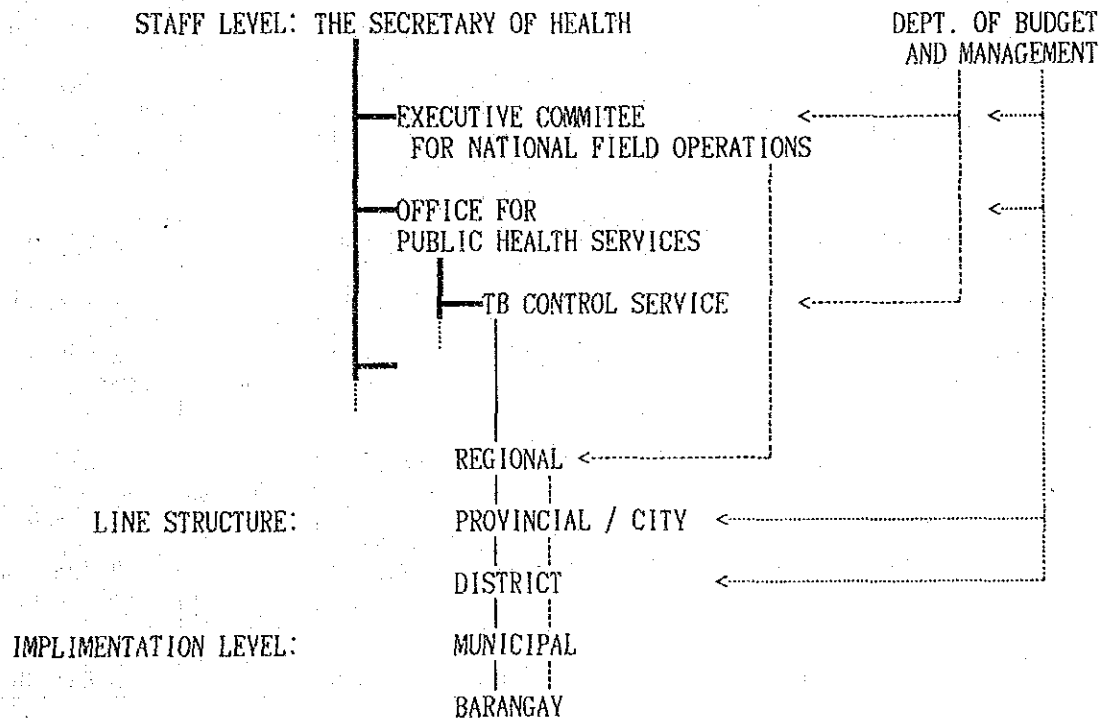 STAFF LEVEL: THE SECRETARY OF HEALTH
DEPT. OF BUDGET
AND MANAGEMENT
EXECUTIVE COMMITEE
FOR NATIONAL FIELD OPERATIONS
OFFICE FOR
PUBLIC HEALTH SERVICES
TB CONTROL SERVICE
REGIONAL
LINE STRUCTURE: PROVINCIAL / CITY
DISTRICT
IMPLIMENTATION LEVEL: MUNICIPAL
BARANGAY